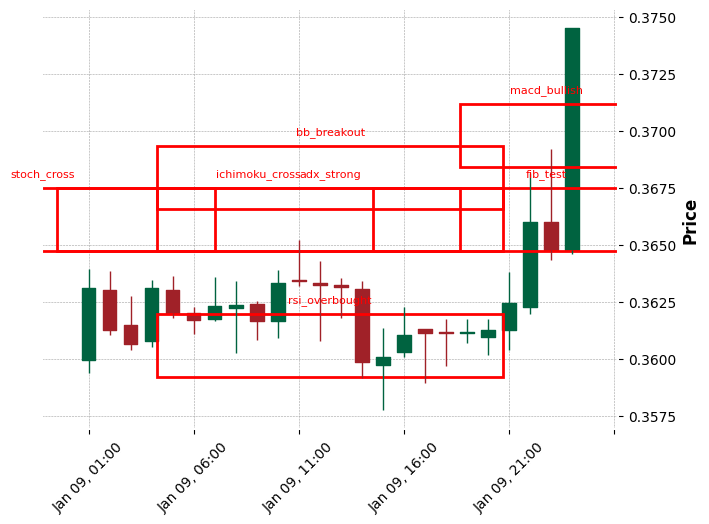 0.3750
0.3725
macd_bullish
0.3700
bb_breakout
0.3675
stoch_cross
ichimoku_cross
adx_strong
fib_test
0.3650
0.3625
rsi_overbought
0.3600
0.3575
Price
Jan 09, 01:00
Jan 09, 06:00
Jan 09, 11:00
Jan 09, 16:00
Jan 09, 21:00